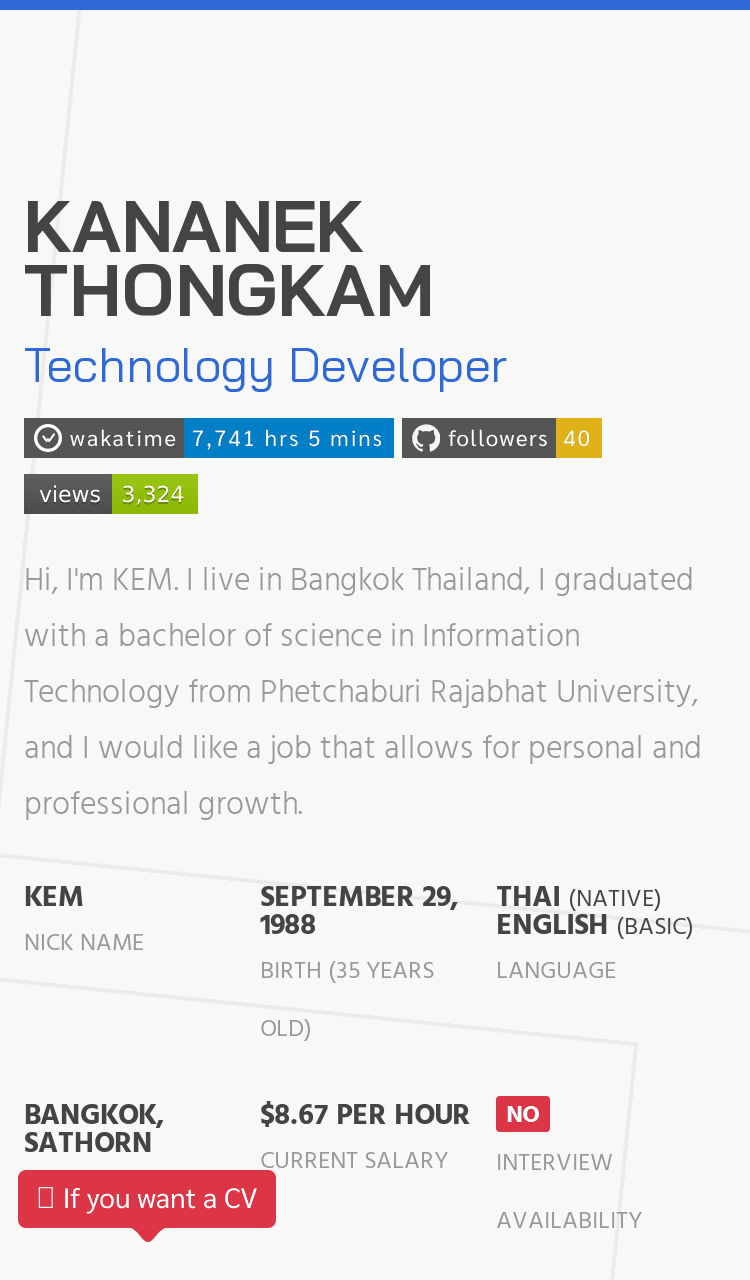 KANANEK
THONGKAM
Technology Developer
wakatime 7,741 hrs 5 mins followers 40
views 3,324
Hi, I'm KEM. I live in Bangkok Thailand, I graduated
with a bachelor of science in Information
Technology from Phetchaburi Rajabhat University,
and I would like a job that allows for personal and
professional growth.
KEM
NICK NAME
SEPTEMBER 29,
1988
BIRTH (35 YEARS
OLD)
THAI (NATIVE)
ENGLISH (BASIC)
LANGUAGE
BANGKOK,
SATHORN
$8.67 PER HOUR
CURRENT SALARY
NO
INTERVIEW
AVAILABILITY
If you want a CV